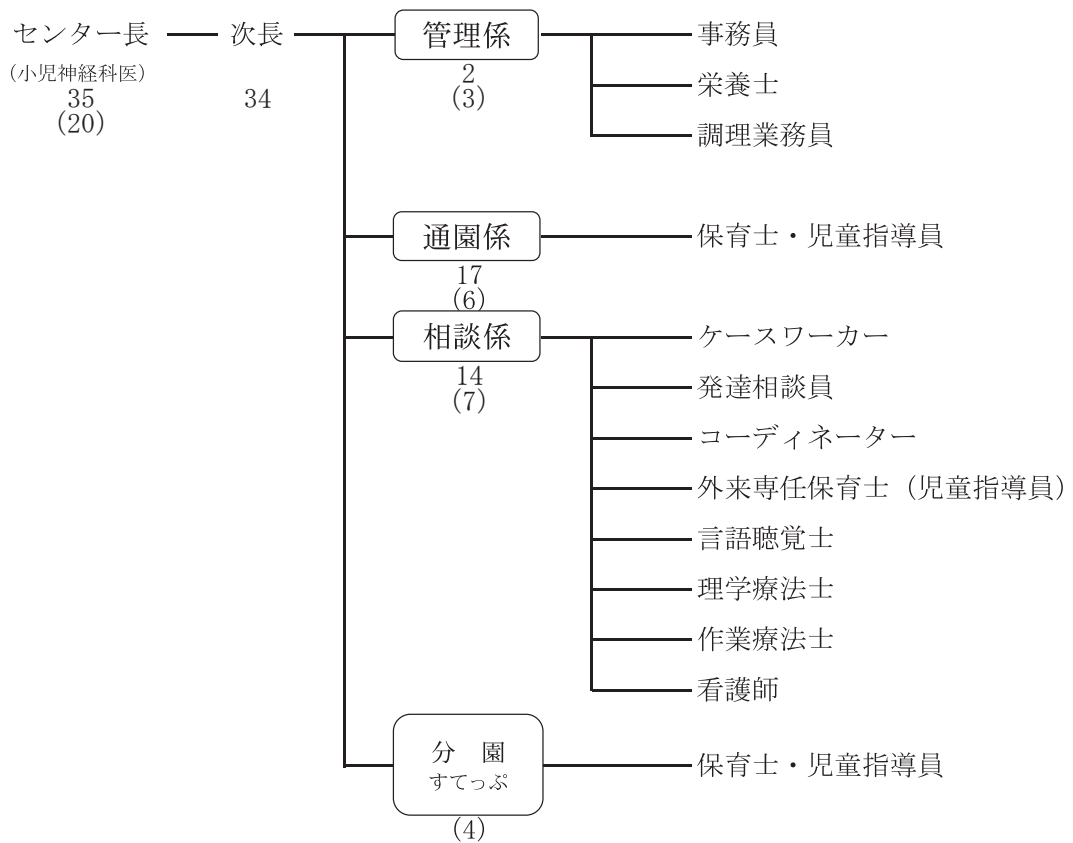 センター長
（小児神経科医）
35
（20）
次長
34
管理係
2
（3）
事務員
栄養士
調理業務員
通園係
17
（6）
保育士・児童指導員
相談係
14
（7）
ケースワーカー
発達相談員
コーディネーター
外来専任保育士（児童指導員）
言語聴覚士
理学療法士
作業療法士
看護師
分　園
すてっぷ
（4）
保育士・児童指導員